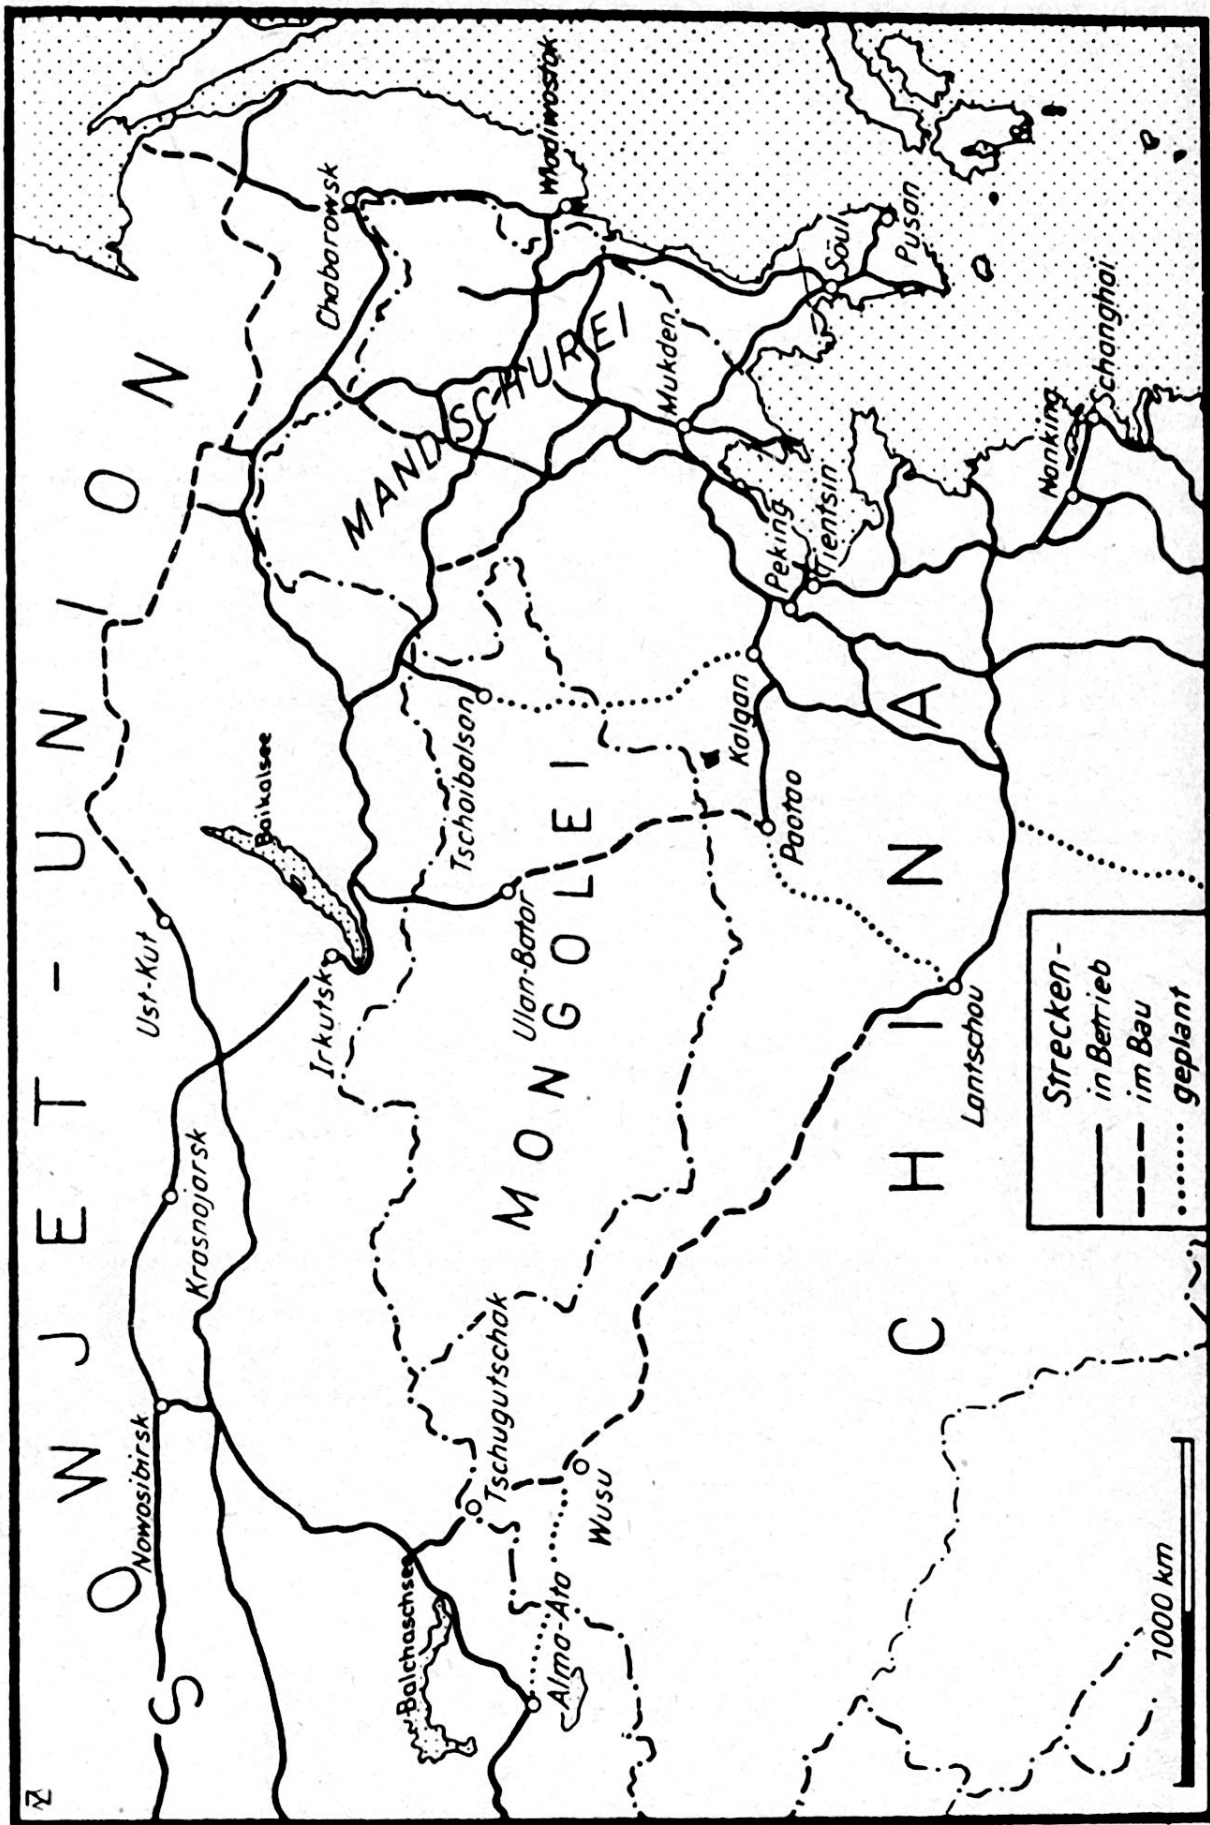 SOWJET-UNION
Nowosibirsk
Krasnojarsk
Ust-Kut
Irkutsk
Baikalsee
Chabarowsk
Wladiwostok
MANDSCHUREI
Balchaschsee
Alma-Ata
Tschugutschak
Wusu
MONGOLEI
Ulan-Bator
Tschoibalsan
Mukden
Söul
Pusan
Kalgan
Peking
Tientsin
Paotao
CHINA
Lantschou
Nanking
Schanghai
1000 km
Strecken-
in Betrieb
im Bau
geplant